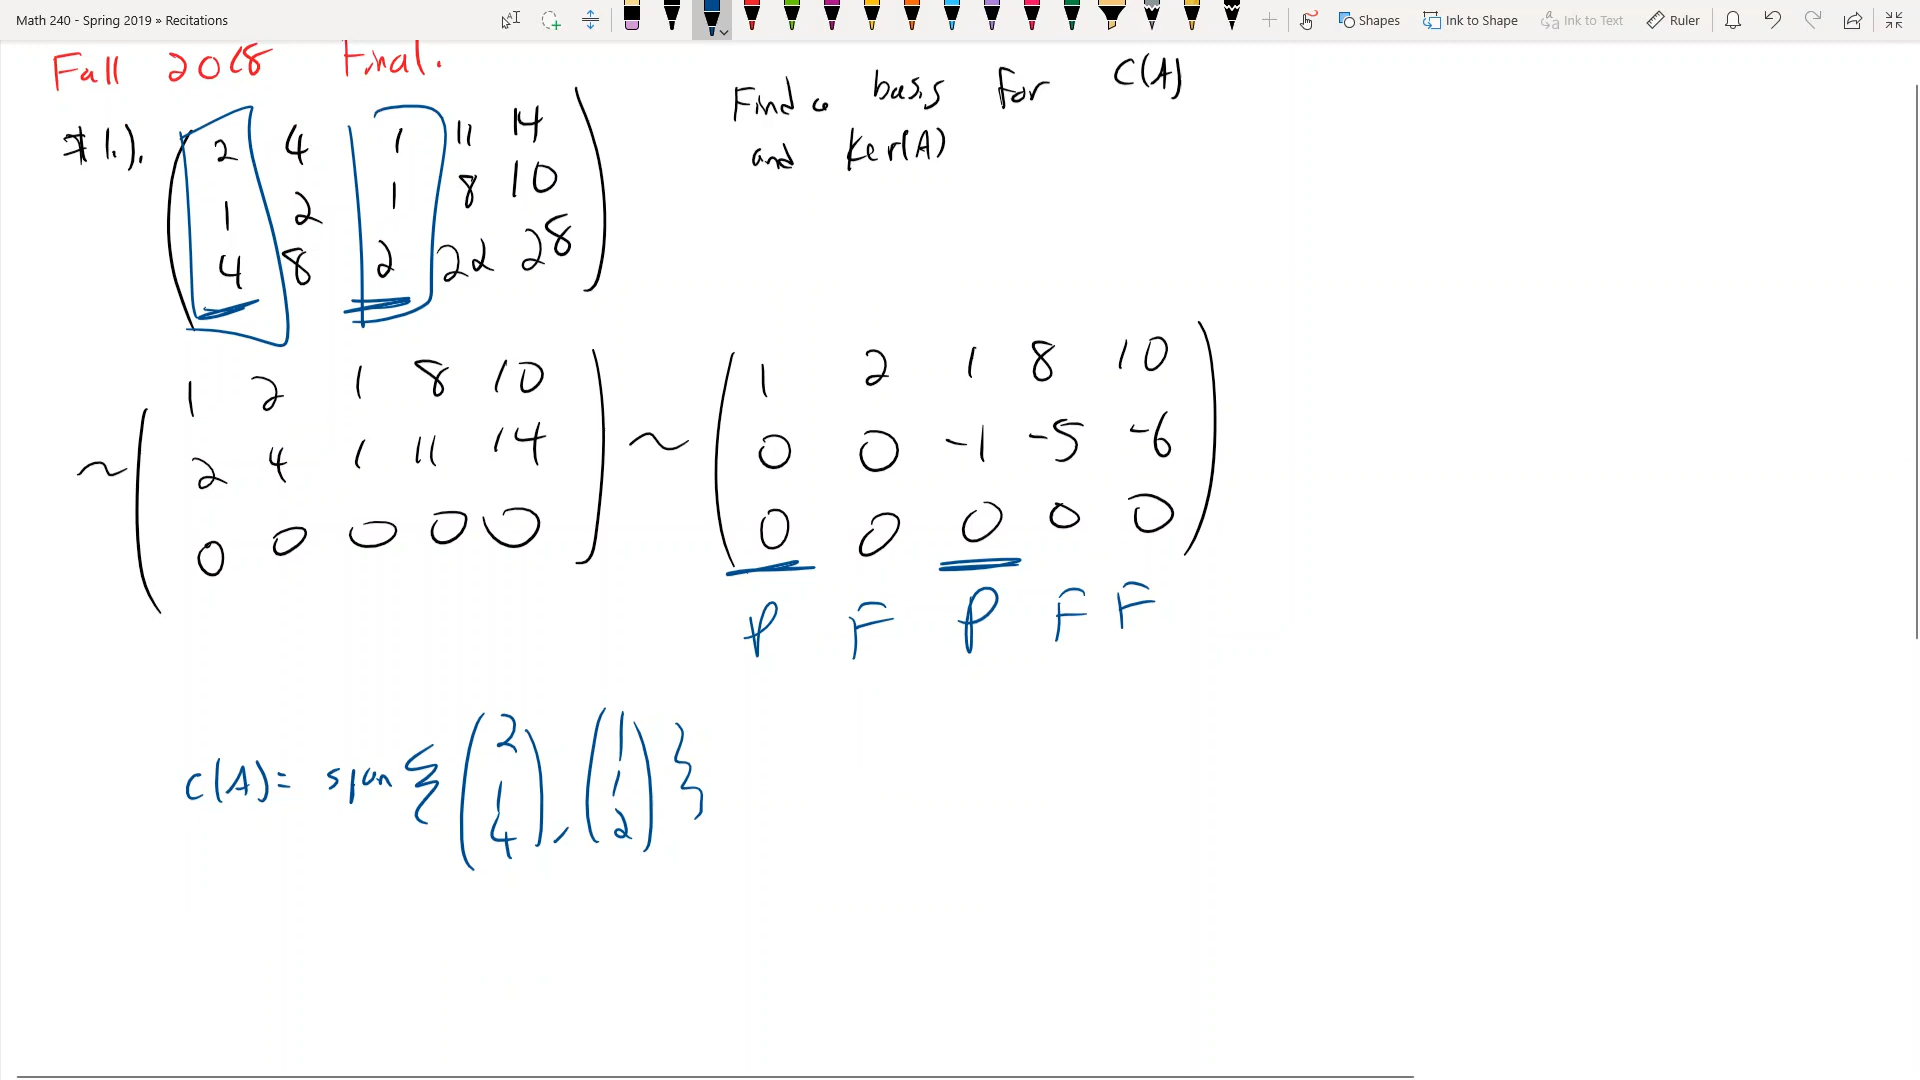 Math 240 - Spring 2019 » Recitations
Shapes Ink to Shape Ink to Text Ruler
Fall 2018 Final.
Find a basis for C(A)
and Ker(A)
#1.).
2 4 1 11 14
1 2 1 8 10
4 8 2 22 28
~ ( 1 2 1 8 10
2 4 1 11 14
0 0 0 0 0 )
~ ( 1 2 1 8 10
0 0 -1 -5 -6
0 0 0 0 0 )
P F P F F
C(A) = span { (2 1 4), (1 1 2) }